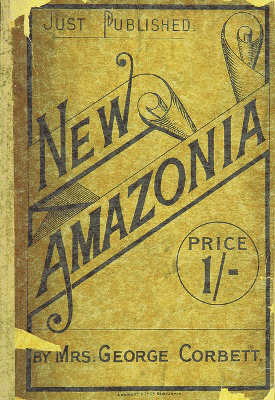 JUST PUBLISHED.
NEW
AMAZONIA
PRICE
1/-
BY MRS. GEORGE CORBETT.